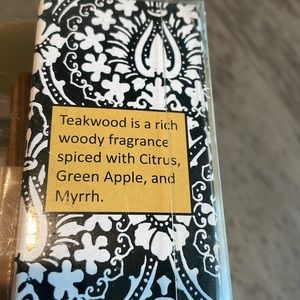 Teakwood is a rich
woody fragrance
spiced with Citrus,
Green Apple, and
Myrrh.